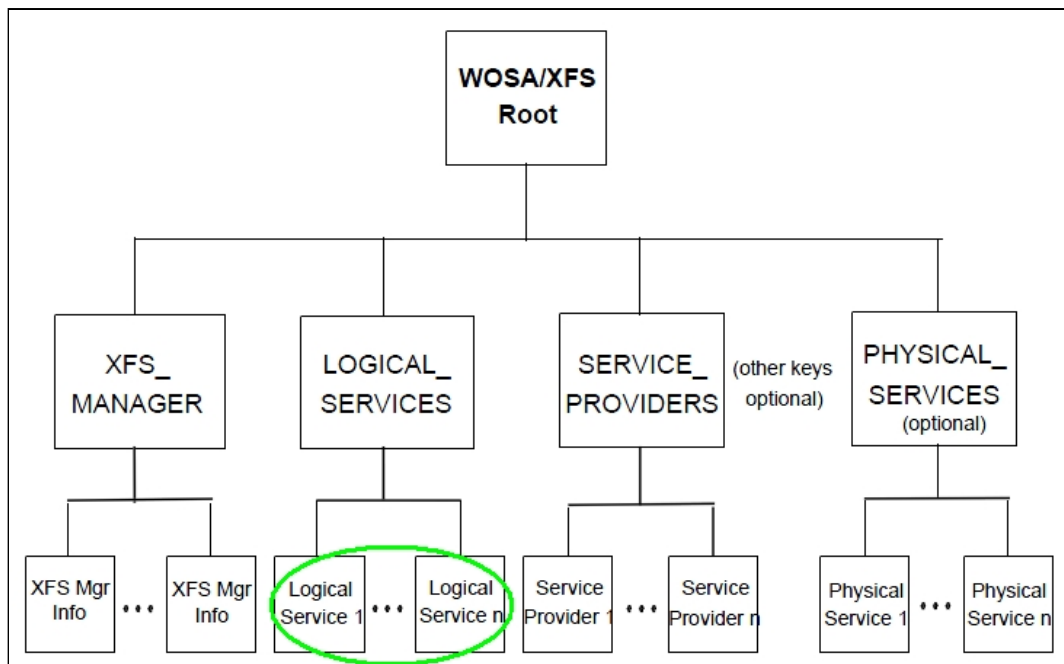 WOSA/XFS
Root
XFS_
MANAGER
LOGICAL_
SERVICES
SERVICE_
PROVIDERS
(other keys
optional)
PHYSICAL_
SERVICES
(optional)
XFS Mgr
Info
•••
XFS Mgr
Info
Logical
Service 1
•••
Logical
Service n
Service
Provider 1
•••
Service
Provider n
Physical
Service 1
•••
Physical
Service n